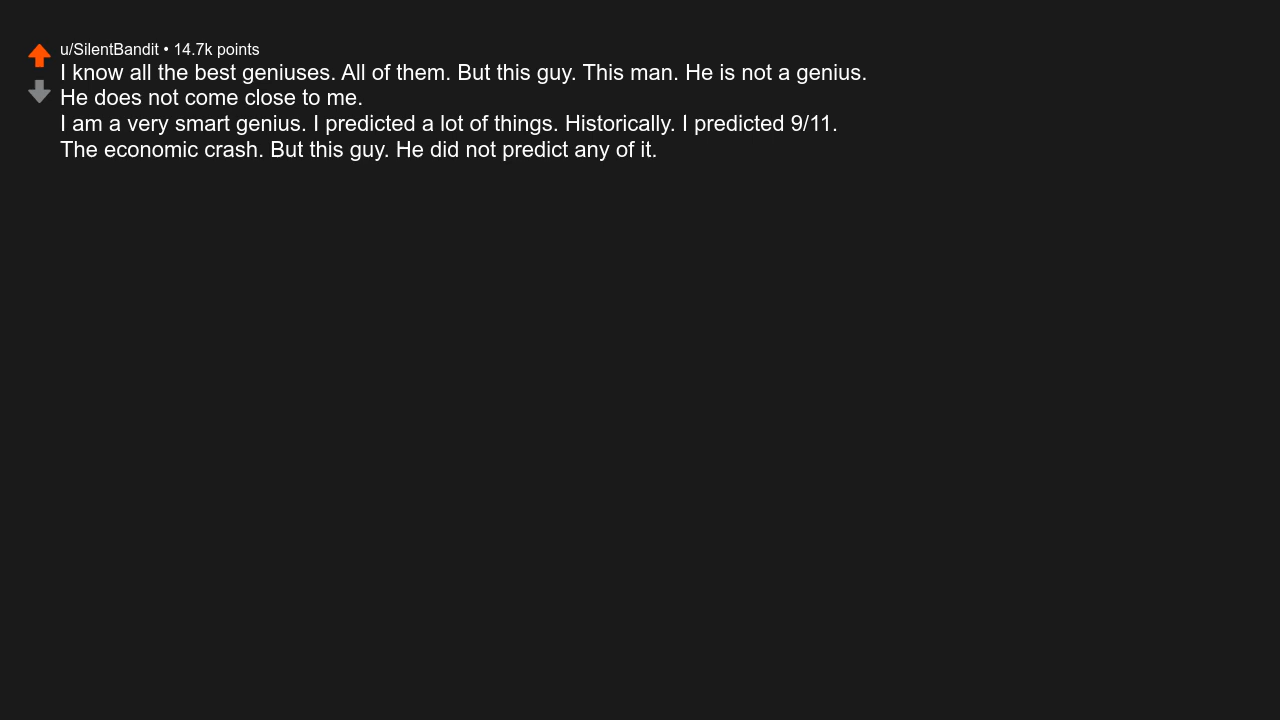 u/SilentBandit • 14.7k points
I know all the best geniuses. All of them. But this guy. This man. He is not a genius.
He does not come close to me.
I am a very smart genius. I predicted a lot of things. Historically. I predicted 9/11.
The economic crash. But this guy. He did not predict any of it.